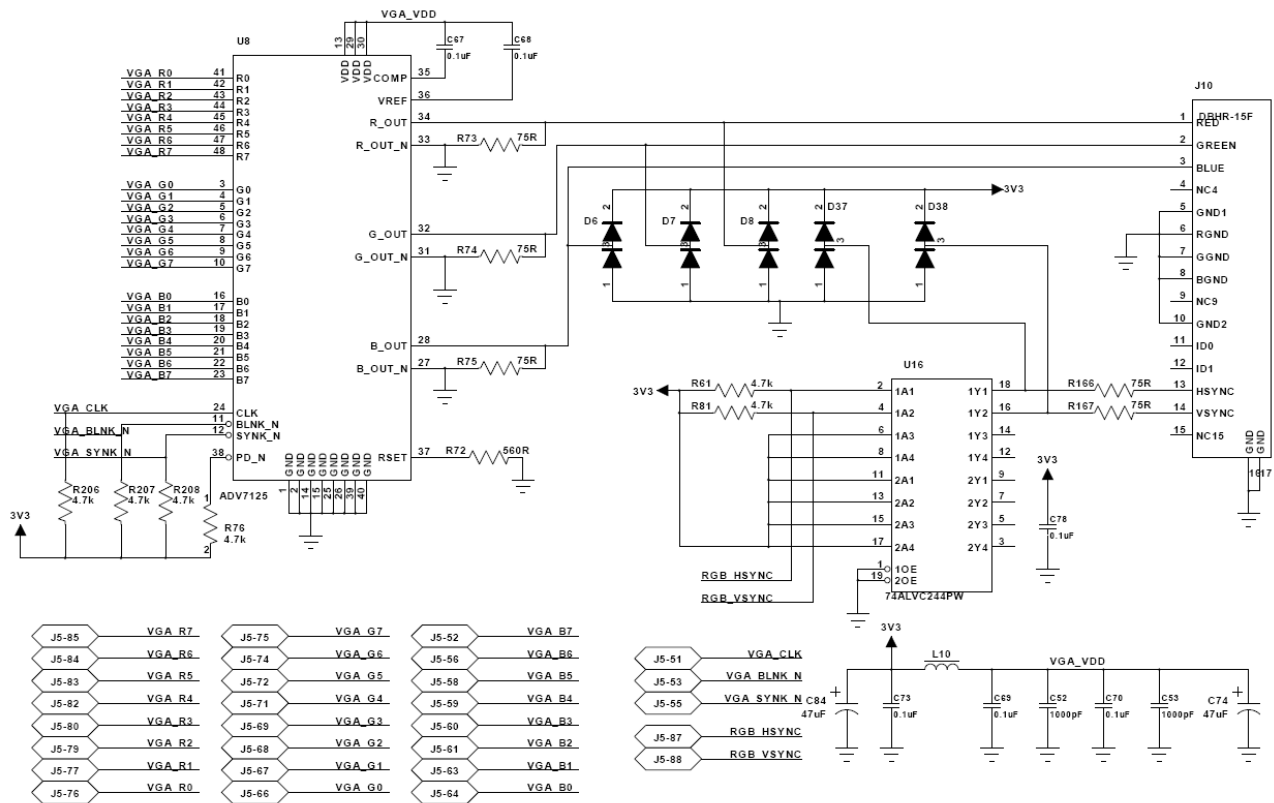 VGA_VDD
U8
13 29 30
C67
0.1uF
C68
0.1uF
VDD VDD VDD
VGA_R0 41 R0
VGA_R1 42 R1
VGA_R2 43 R2
VGA_R3 44 R3
VGA_R4 45 R4
VGA_R5 46 R5
VGA_R6 47 R6
VGA_R7 48 R7
COMP 35
VREF 36
R_OUT 34
R_OUT_N 33
R73 75R
VGA_G0 3 G0
VGA_G1 4 G1
VGA_G2 5 G2
VGA_G3 6 G3
VGA_G4 7 G4
VGA_G5 8 G5
VGA_G6 9 G6
VGA_G7 10 G7
G_OUT 32
G_OUT_N 31
R74 75R
VGA_B0 16 B0
VGA_B1 17 B1
VGA_B2 18 B2
VGA_B3 19 B3
VGA_B4 20 B4
VGA_B5 21 B5
VGA_B6 22 B6
VGA_B7 23 B7
B_OUT 28
B_OUT_N 27
R75 75R
VGA_CLK 24 CLK
VGA_BLNK_N 11 BLNK_N
VGA_SYNK_N 12 SYNK_N
38 PD_N
RSET 37
R72 560R
GND GND GND GND GND GND GND GND
1 2 14 15 25 26 39 40
ADV7125
R206
4.7k
R207
4.7k
R208
4.7k
1
R76
4.7k
2
3V3
J10
DBHR-15F
1 RED
2 GREEN
3 BLUE
4 NC4
5 GND1
6 RGND
7 GGND
8 BGND
9 NC9
10 GND2
11 ID0
12 ID1
13 HSYNC
14 VSYNC
15 NC15
GND GND
16 17
3V3
D6 2 3 1
D7 2 3 1
D8 2 3 1
D37 2 3 1
D38 2 3 1
U16
3V3
R61 4.7k
R81 4.7k
2 1A1 1Y1 18
4 1A2 1Y2 16
6 1A3 1Y3 14
8 1A4 1Y4 12
11 2A1 2Y1 9
13 2A2 2Y2 7
15 2A3 2Y3 5
17 2A4 2Y4 3
1 1OE
19 2OE
74ALVC244PW
RGB_HSYNC
RGB_VSYNC
R166 75R
R167 75R
3V3
C78
0.1uF
J5-85 VGA_R7
J5-84 VGA_R6
J5-83 VGA_R5
J5-82 VGA_R4
J5-80 VGA_R3
J5-79 VGA_R2
J5-77 VGA_R1
J5-76 VGA_R0
J5-75 VGA_G7
J5-74 VGA_G6
J5-72 VGA_G5
J5-71 VGA_G4
J5-69 VGA_G3
J5-68 VGA_G2
J5-67 VGA_G1
J5-66 VGA_G0
J5-52 VGA_B7
J5-56 VGA_B6
J5-58 VGA_B5
J5-59 VGA_B4
J5-60 VGA_B3
J5-61 VGA_B2
J5-63 VGA_B1
J5-64 VGA_B0
J5-51 VGA_CLK
J5-53 VGA_BLNK_N
J5-55 VGA_SYNK_N
J5-87 RGB_HSYNC
J5-88 RGB_VSYNC
3V3
L10
VGA_VDD
+
C84
47uF
C73
0.1uF
C69
0.1uF
C52
1000pF
C70
0.1uF
C53
1000pF
+
C74
47uF